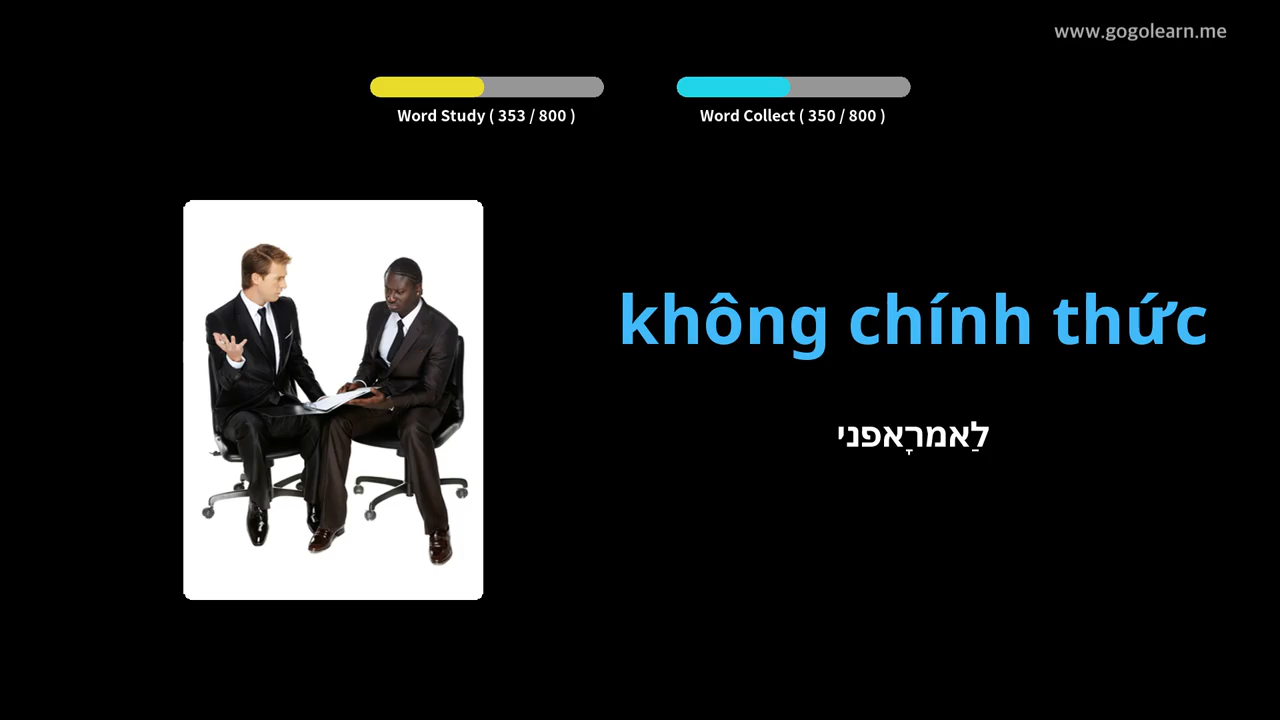 www.gogolearn.me
Word Study ( 353 / 800 )
Word Collect ( 350 / 800 )
không chính thức
לַאמרָאפני